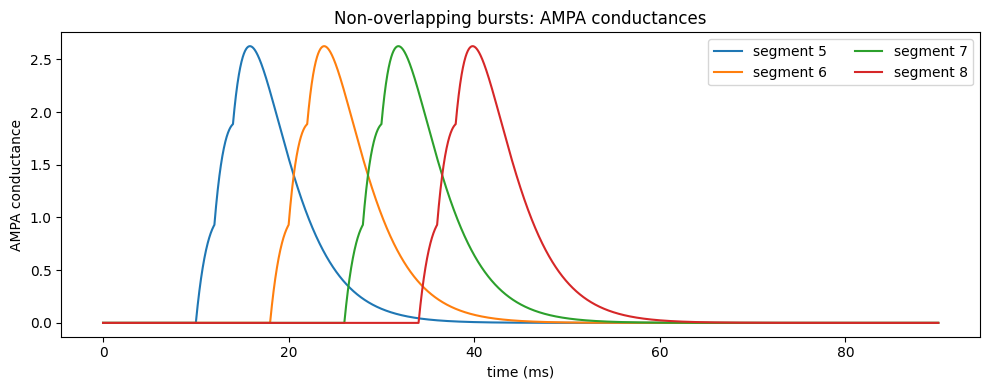 Non-overlapping bursts: AMPA conductances
segment 5
segment 6
segment 7
segment 8
AMPA conductance
2.5
2.0
1.5
1.0
0.5
0.0
0
20
40
60
80
time (ms)